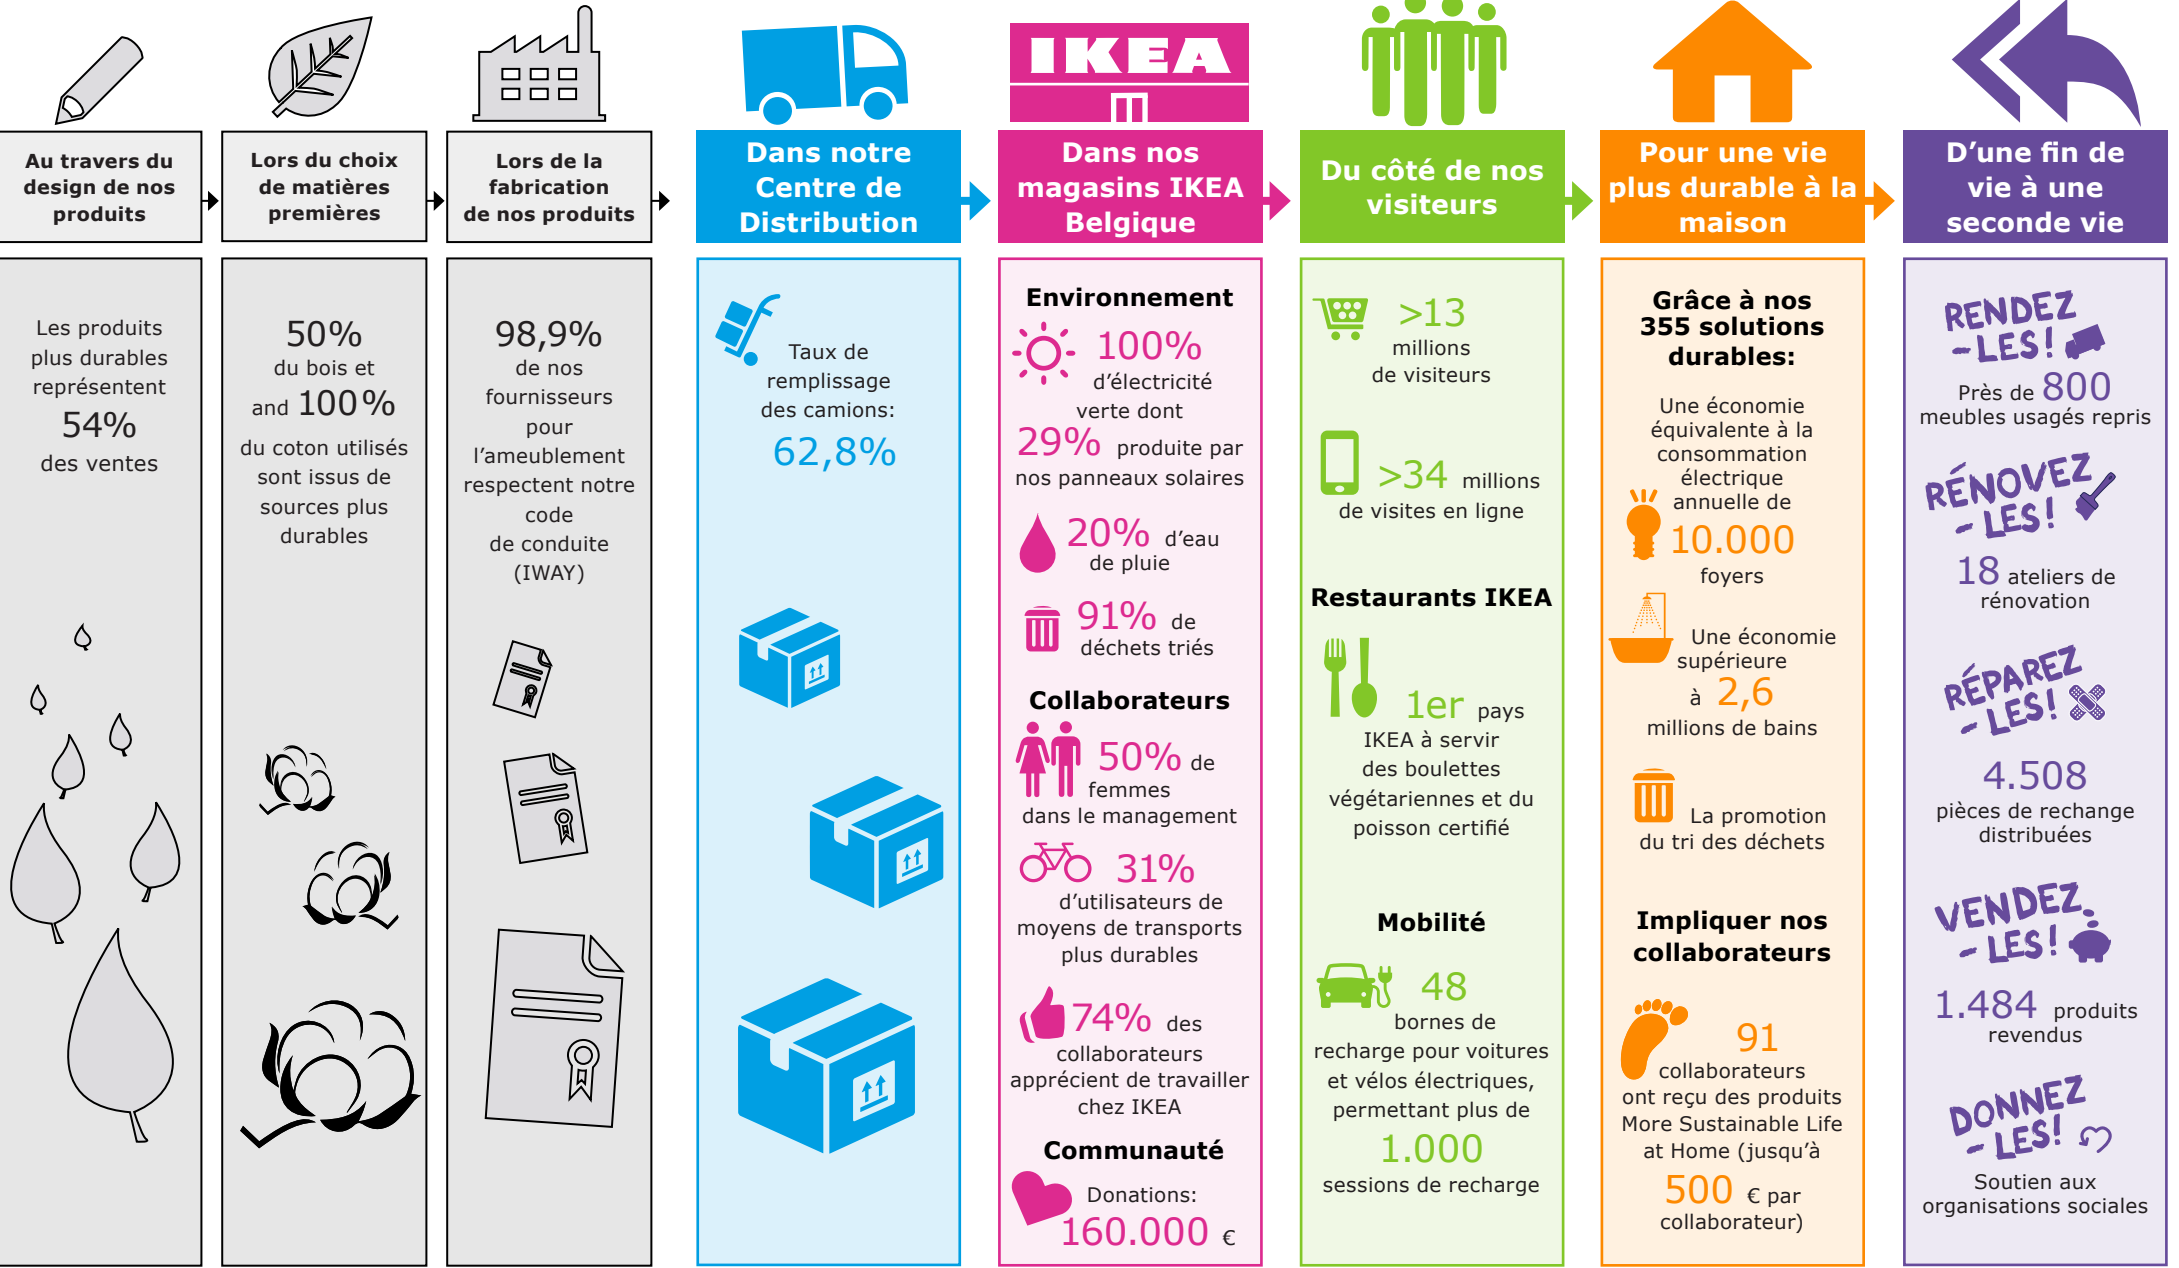 Au travers du
design de nos
produits
Les produits
plus durables
représentent
54%
des ventes
Lors du choix
de matières
premières
50%
du bois et
and 100%
du coton utilisés
sont issus de
sources plus
durables
Lors de la
fabrication
de nos produits
98,9%
de nos
fournisseurs
pour
l’ameublement
respectent notre
code
de conduite
(IWAY)
Dans notre
Centre de
Distribution
Taux de
remplissage
des camions:
62,8%
IKEA
Dans nos
magasins IKEA
Belgique
Environnement
100%
d’électricité
verte dont
29% produite par
nos panneaux solaires
20% d’eau
de pluie
91% de
déchets triés
Collaborateurs
50% de
femmes
dans le management
31%
d’utilisateurs de
moyens de transports
plus durables
74% des
collaborateurs
apprécient de travailler
chez IKEA
Communauté
Donations:
160.000 €
Du côté de nos
visiteurs
>13
millions
de visiteurs
>34 millions
de visites en ligne
Restaurants IKEA
1er pays
IKEA à servir
des boulettes
végétariennes et du
poisson certifié
Mobilité
48
bornes de
recharge pour voitures
et vélos électriques,
permettant plus de
1.000
sessions de recharge
Pour une vie
plus durable à la
maison
Grâce à nos
355 solutions
durables:
Une économie
équivalente à la
consommation
électrique
annuelle de
10.000
foyers
Une économie
supérieure
à 2,6
millions de bains
La promotion
du tri des déchets
Impliquer nos
collaborateurs
91
collaborateurs
ont reçu des produits
More Sustainable Life
at Home (jusqu’à
500 € par
collaborateur)
D’une fin de
vie à une
seconde vie
RENDEZ
-LES!
Près de 800
meubles usagés repris
RÉNOVEZ
- LES!
18 ateliers de
rénovation
RÉPAREZ
- LES!
4.508
pièces de rechange
distribuées
VENDEZ
- LES!
1.484 produits
revendus
DONNEZ
- LES!
Soutien aux
organisations sociales